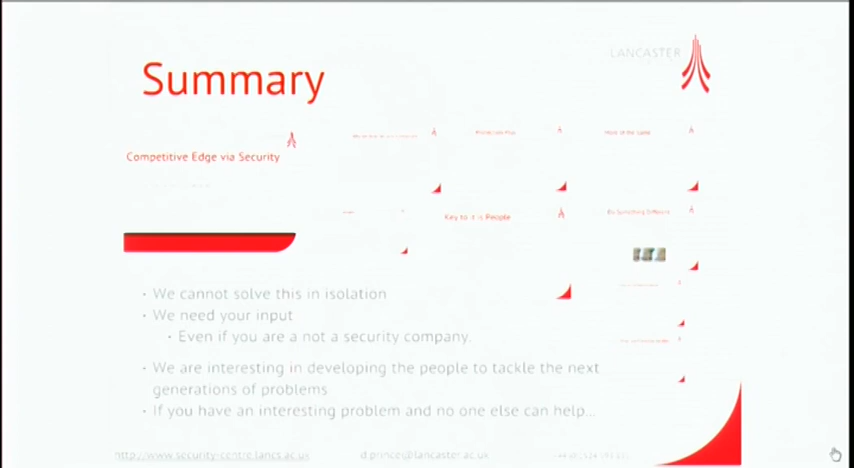 LANCASTER
Summary
Competitive Edge via Security
Key to it is People
Do Something Different
• We cannot solve this in isolation
• We need your input
• Even if you are a not a security company.
• We are interesting in developing the people to tackle the next
generations of problems
• If you have an interesting problem and no one else can help...
http://www.security-centre.lancs.ac.uk
d.prince@lancaster.ac.uk